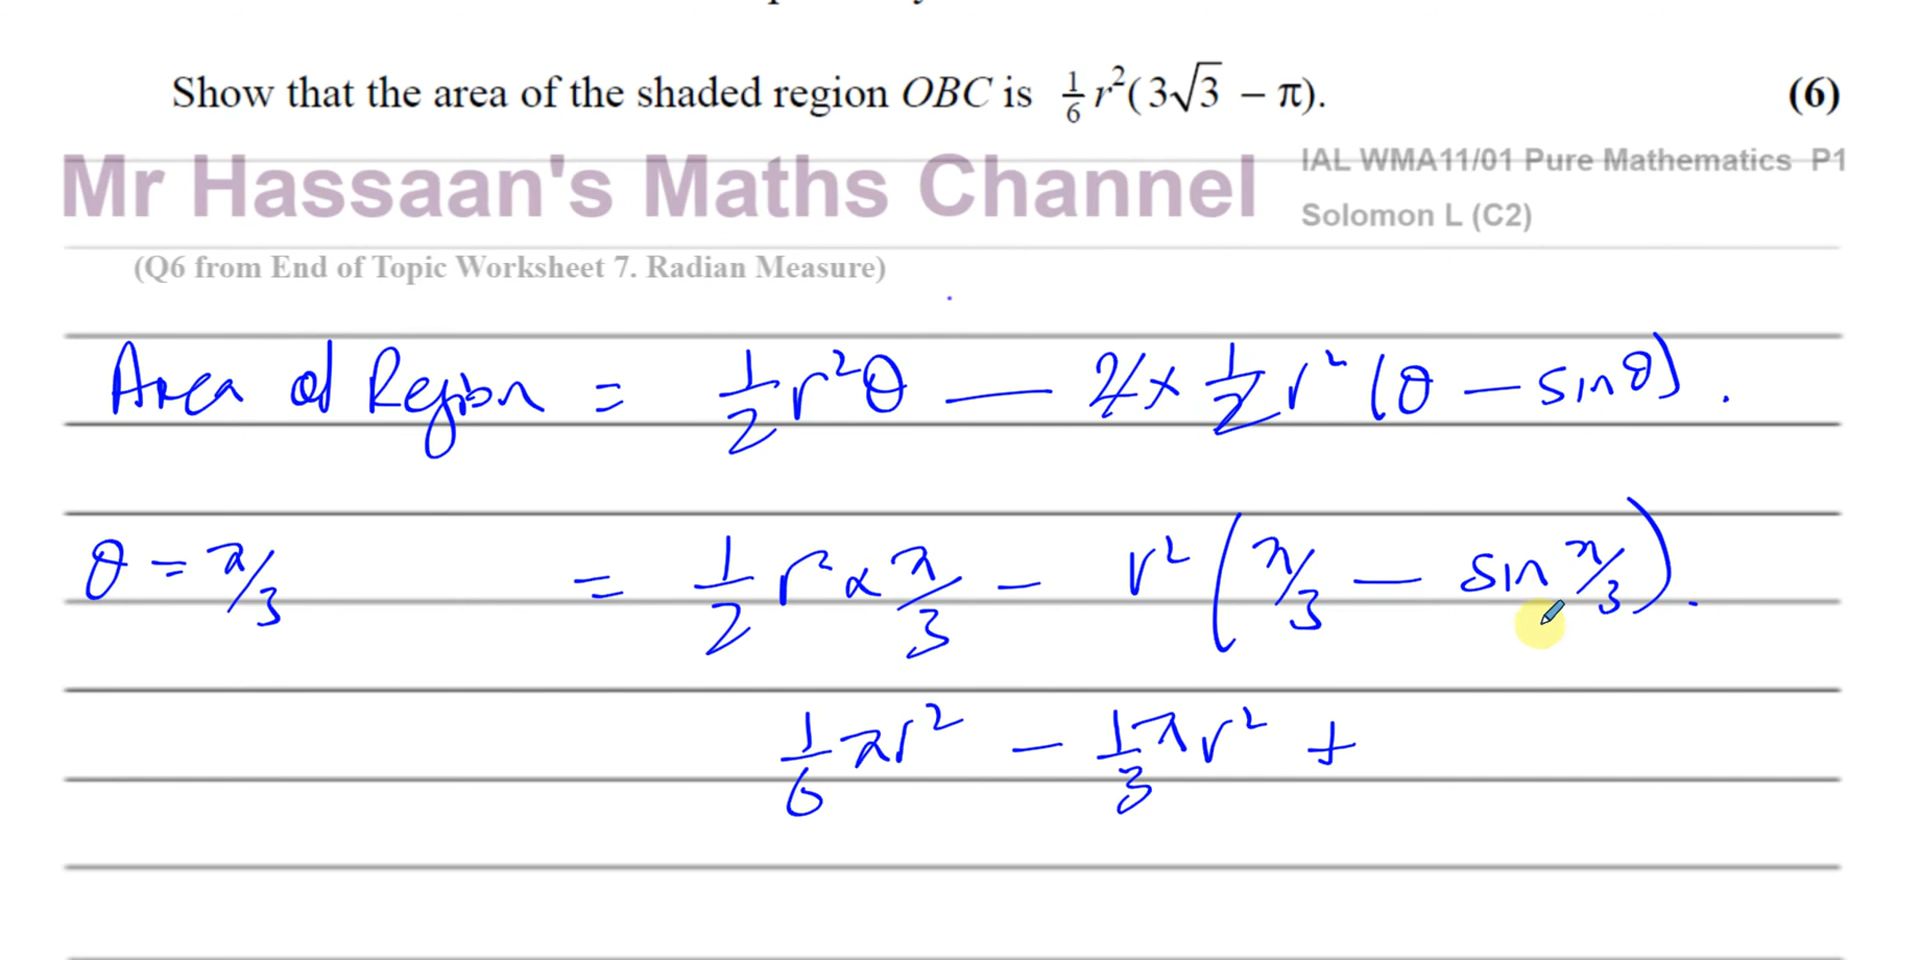 Show that the area of the shaded region OBC is 1/6 r²(3√3 − π). (6)
Mr Hassaan's Maths Channel
IAL WMA11/01 Pure Mathematics P1
Solomon L (C2)
(Q6 from End of Topic Worksheet 7. Radian Measure)
Area of Region = 1/2 r²θ − 2 × 1/2 r² (θ − sin θ).
θ = π/3 = 1/2 r² × π/3 − r² (π/3 − sin π/3).
1/6 πr² − 1/3 πr² +